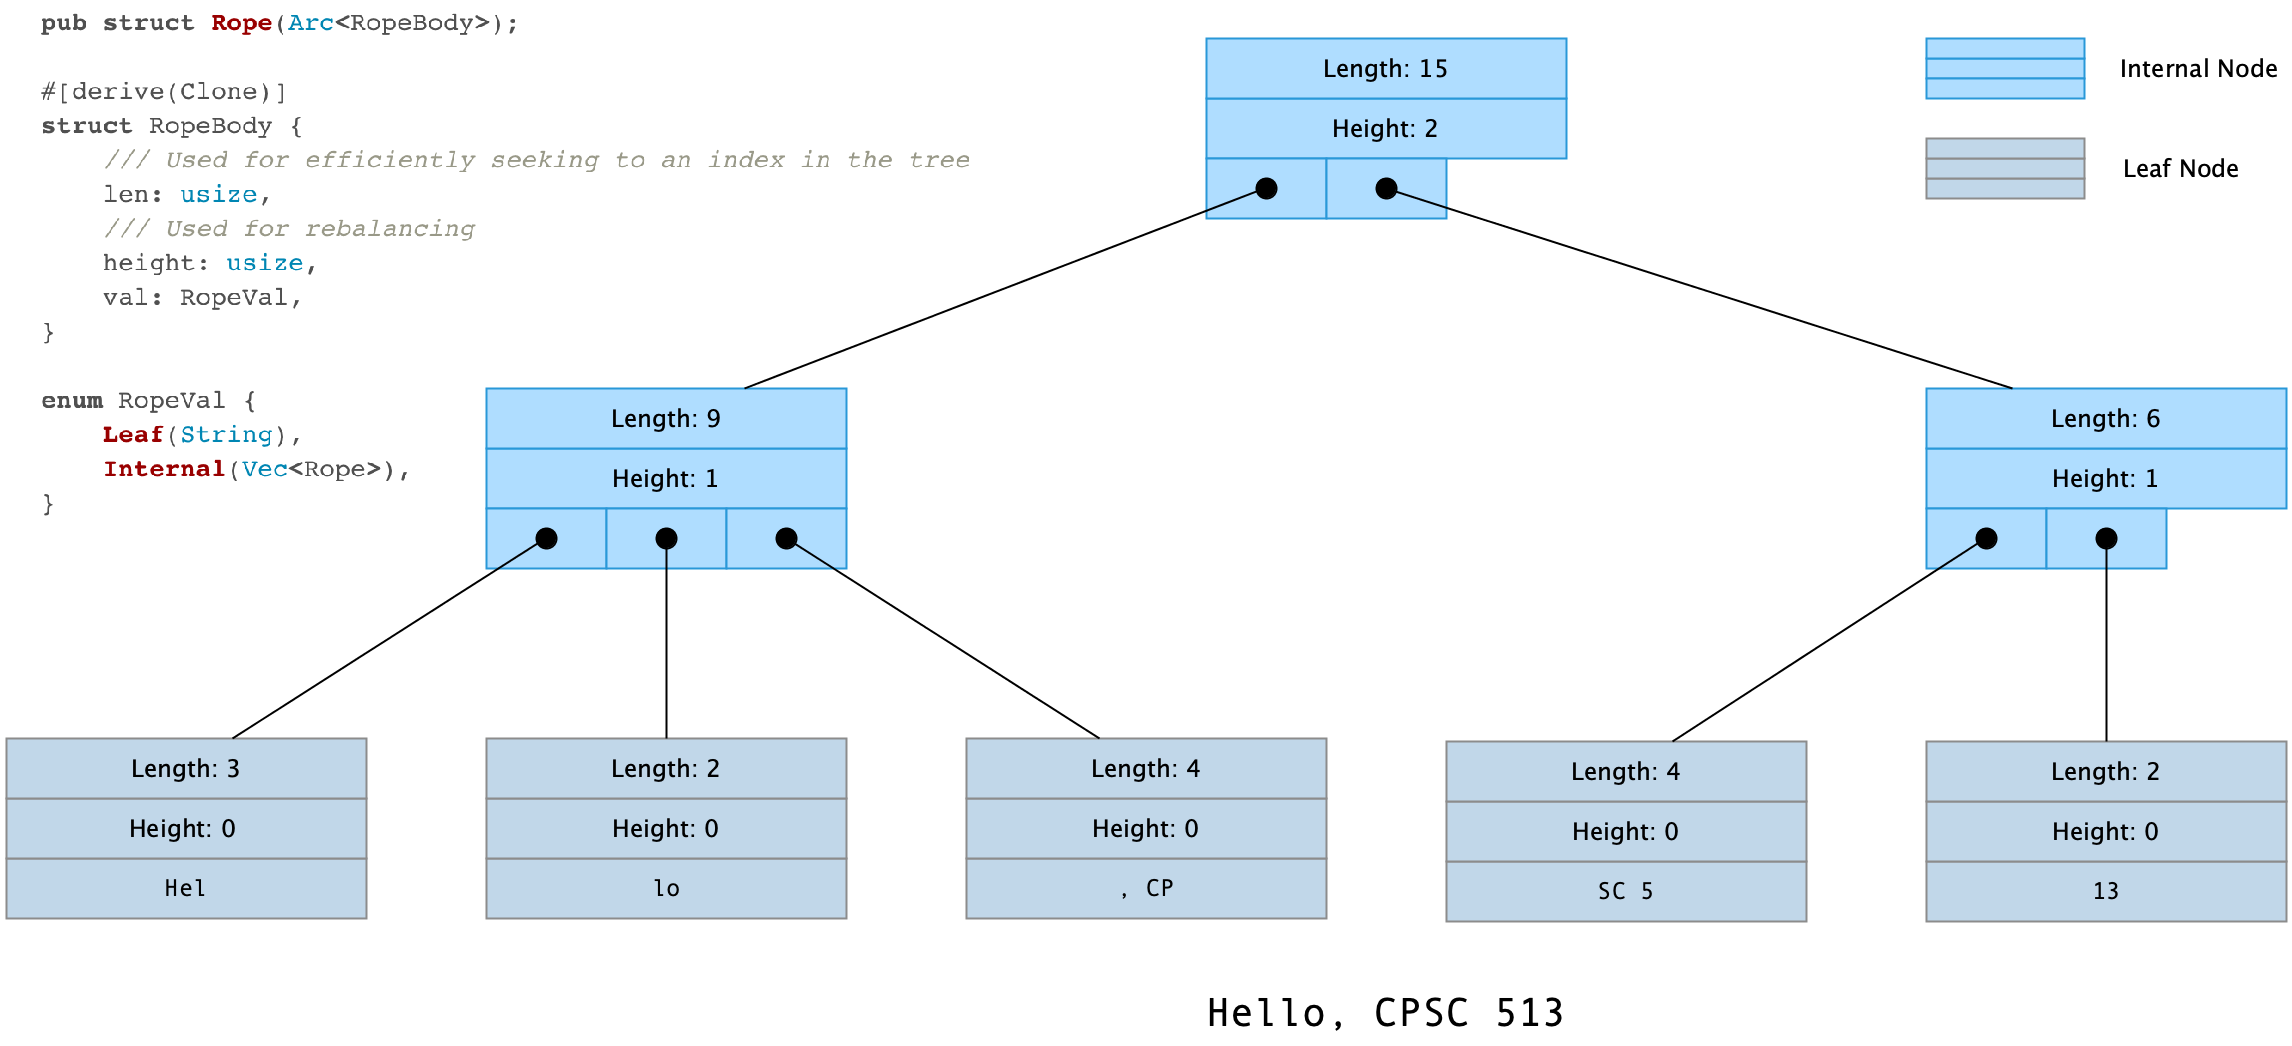 pub struct Rope(Arc<RopeBody>);
#[derive(Clone)]
struct RopeBody {
    /// Used for efficiently seeking to an index in the tree
    len: usize,
    /// Used for rebalancing
    height: usize,
    val: RopeVal,
}
enum RopeVal {
    Leaf(String),
    Internal(Vec<Rope>),
}
Length: 15
Height: 2
Internal Node
Leaf Node
Length: 9
Height: 1
Length: 6
Height: 1
Length: 3
Height: 0
Hel
Length: 2
Height: 0
lo
Length: 4
Height: 0
, CP
Length: 4
Height: 0
SC 5
Length: 2
Height: 0
13
Hello, CPSC 513